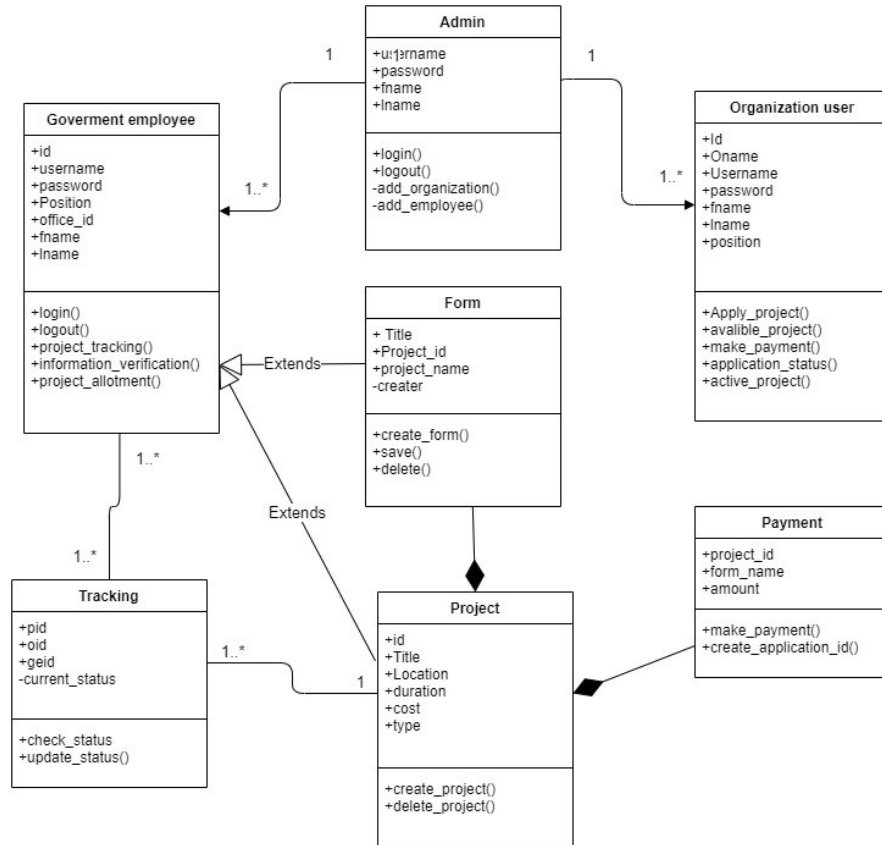 Admin
+username
+password
+fname
+lname
+login()
+logout()
-add_organization()
-add_employee()
1
1
1
Goverment employee
+id
+username
+password
+Position
+office_id
+fname
+lname
+login()
+logout()
+project_tracking()
+information_verification()
+project_allotment()
1..*
Organization user
+Id
+Oname
+Username
+password
+fname
+lname
+position
+Apply_project()
+avalible_project()
+make_payment()
+application_status()
+active_project()
1..*
Form
+ Title
+Project_id
+project_name
-creater
+create_form()
+save()
+delete()
Extends
Extends
1..*
1..*
Tracking
+pid
+oid
+geid
-current_status
+check_status
+update_status()
1..*
1
Project
+id
+Title
+Location
+duration
+cost
+type
+create_project()
+delete_project()
Payment
+project_id
+form_name
+amount
+make_payment()
+create_application_id()